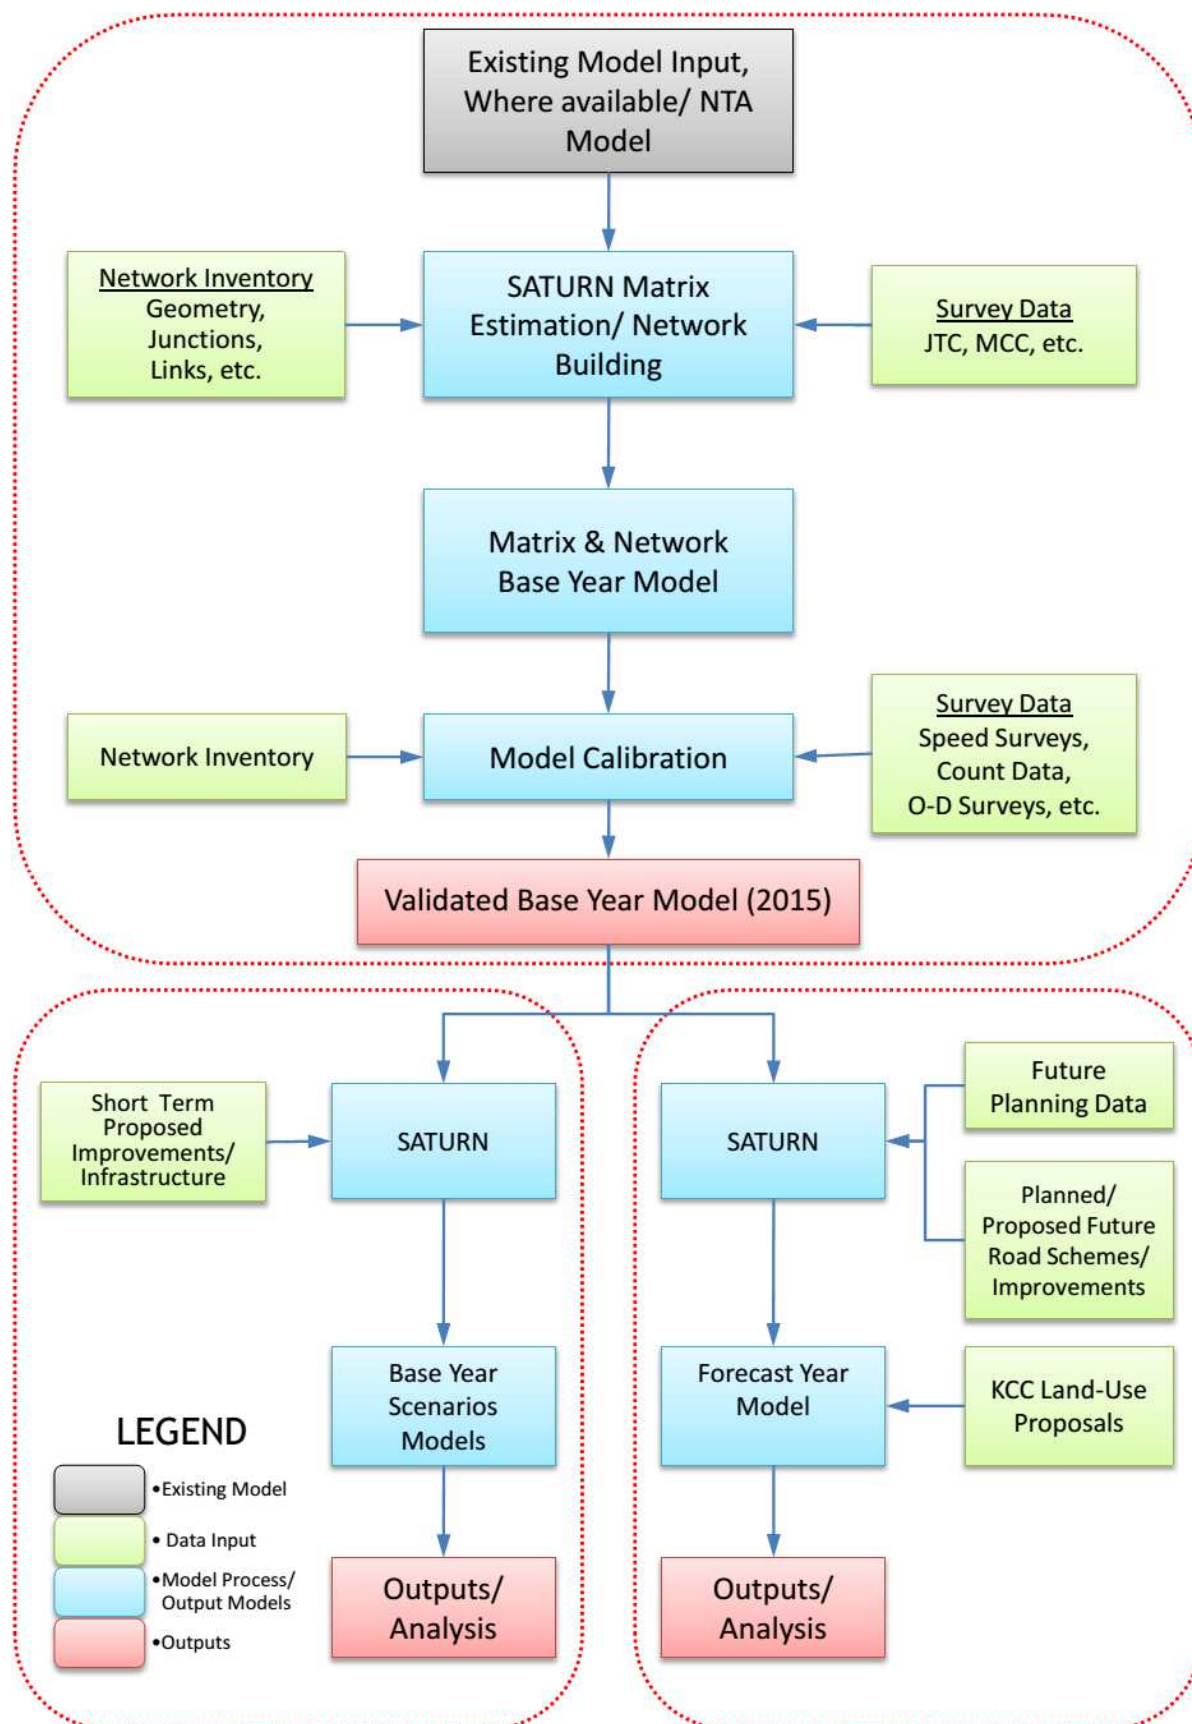 Existing Model Input,
Where available/ NTA
Model
Network Inventory
Geometry,
Junctions,
Links, etc.
SATURN Matrix
Estimation/ Network
Building
Survey Data
JTC, MCC, etc.
Matrix & Network
Base Year Model
Network Inventory
Model Calibration
Survey Data
Speed Surveys,
Count Data,
O-D Surveys, etc.
Validated Base Year Model (2015)
Short Term
Proposed
Improvements/
Infrastructure
SATURN
SATURN
Future
Planning Data
Planned/
Proposed Future
Road Schemes/
Improvements
Base Year
Scenarios
Models
Forecast Year
Model
KCC Land-Use
Proposals
LEGEND
•Existing Model
• Data Input
•Model Process/
Output Models
•Outputs
Outputs/
Analysis
Outputs/
Analysis